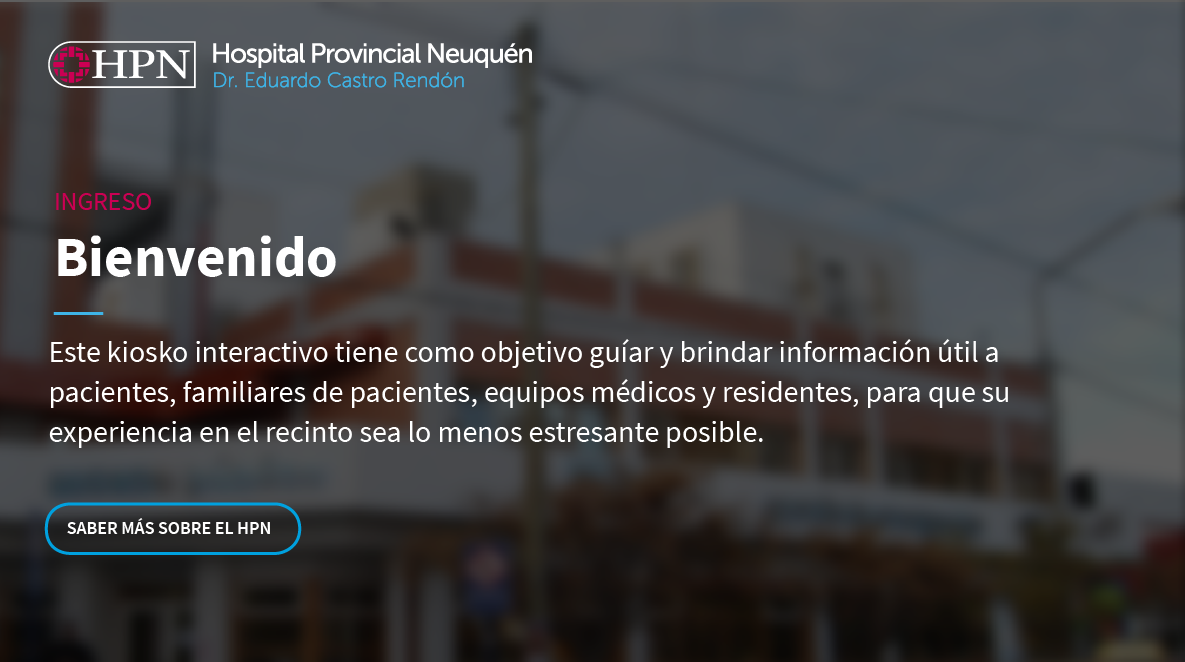 HPN
Hospital Provincial Neuquén
Dr. Eduardo Castro Rendón
INGRESO
Bienvenido
Este kiosko interactivo tiene como objetivo guíar y brindar información útil a
pacientes, familiares de pacientes, equipos médicos y residentes, para que su
experiencia en el recinto sea lo menos estresante posible.
SABER MÁS SOBRE EL HPN